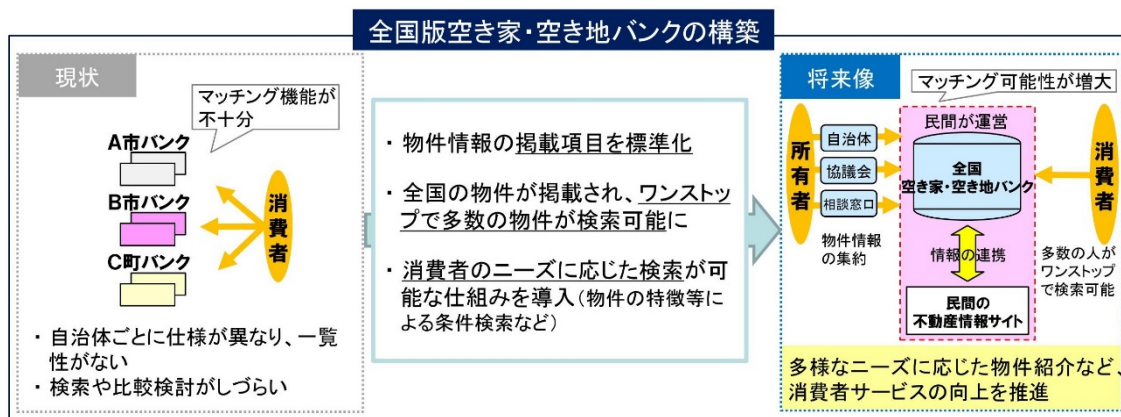 全国版空き家・空き地バンクの構築
現状
マッチング機能が
不十分
A市バンク
B市バンク
C町バンク
消費者
・ 自治体ごとに仕様が異なり、一覧
性がない
・ 検索や比較検討がしづらい
・ 物件情報の掲載項目を標準化
・ 全国の物件が掲載され、ワンストッ
プで多数の物件が検索可能に
・ 消費者のニーズに応じた検索が可
能な仕組みを導入(物件の特徴等
による条件検索など)
将来像
マッチング可能性が増大
所有者
自治体
協議会
相談窓口
物件情報
の集約
民間が運営
全国
空き家・空き地バンク
情報の連携
民間の
不動産情報サイト
消費者
多数の人が
ワンストップ
で検索可能
多様なニーズに応じた物件紹介など、
消費者サービスの向上を推進